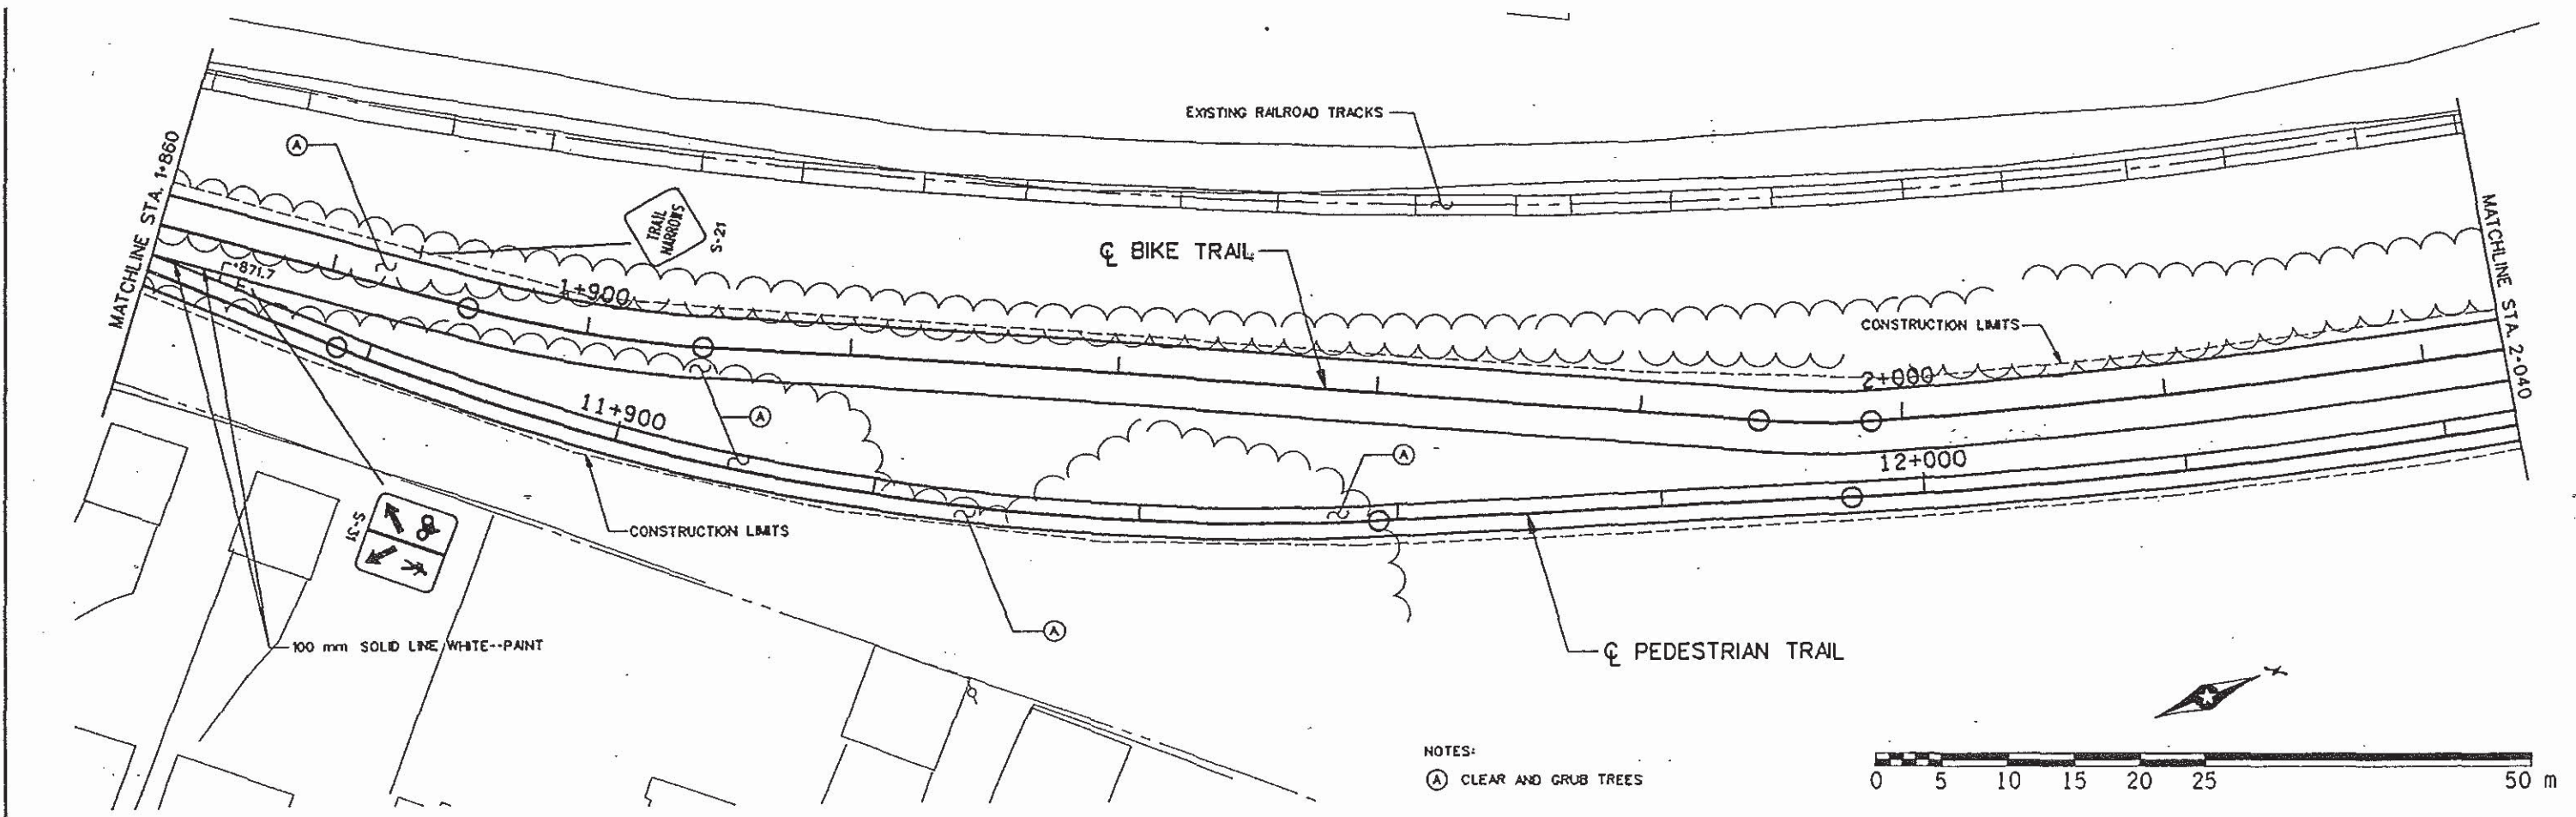 EXISTING RAILROAD TRACKS
A
MATCHLINE STA. 1+860
TRAIL
NARROWS
S-21
℄ BIKE TRAIL
MATCHLINE STA. 2+040
+871.7
1+900
CONSTRUCTION LIMITS
2+000
11+900
A
A
12+000
CONSTRUCTION LIMITS
S-31
A
100 mm SOLID LINE WHITE--PAINT
℄ PEDESTRIAN TRAIL
NOTES:
A CLEAR AND GRUB TREES
0 5 10 15 20 25 50 m